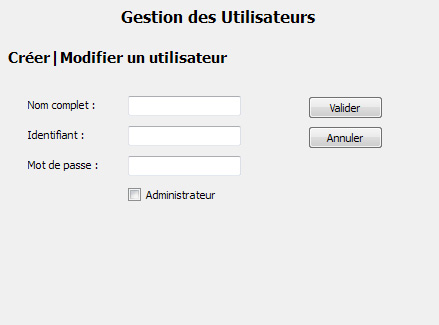 Gestion des Utilisateurs
Créer|Modifier un utilisateur
Nom complet :
Valider
Identifiant :
Annuler
Mot de passe :
Administrateur